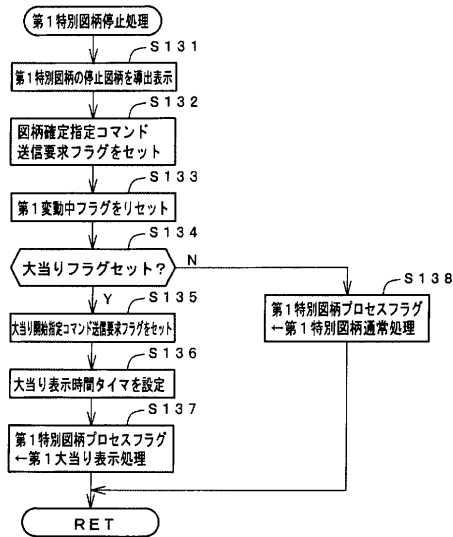 第１特別図柄停止処理
Ｓ１３１
第１特別図柄の停止図柄を導出表示
Ｓ１３２
図柄確定指定コマンド
送信要求フラグをセット
Ｓ１３３
第１変動中フラグをリセット
Ｓ１３４
大当りフラグセット？
Ｎ
Ｙ
Ｓ１３５
大当り開始指定コマンド送信要求フラグをセット
Ｓ１３６
大当り表示時間タイマを設定
Ｓ１３７
第１特別図柄プロセスフラグ
←第１大当り表示処理
Ｓ１３８
第１特別図柄プロセスフラグ
←第１特別図柄通常処理
ＲＥＴ